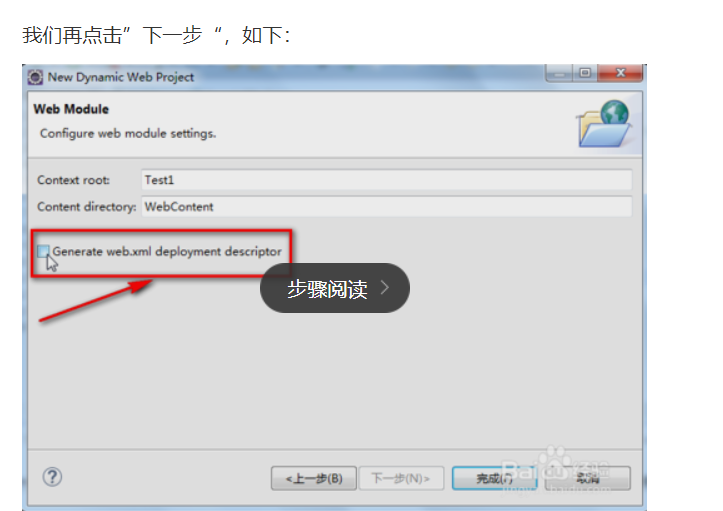 我们再点击”下一步“，如下：
New Dynamic Web Project
Web Module
Configure web module settings.
Context root: Test1
Content directory: WebContent
Generate web.xml deployment descriptor
步骤阅读
<上一步(B) 下一步(N)> 完成(F) 取消
Baidu 经验